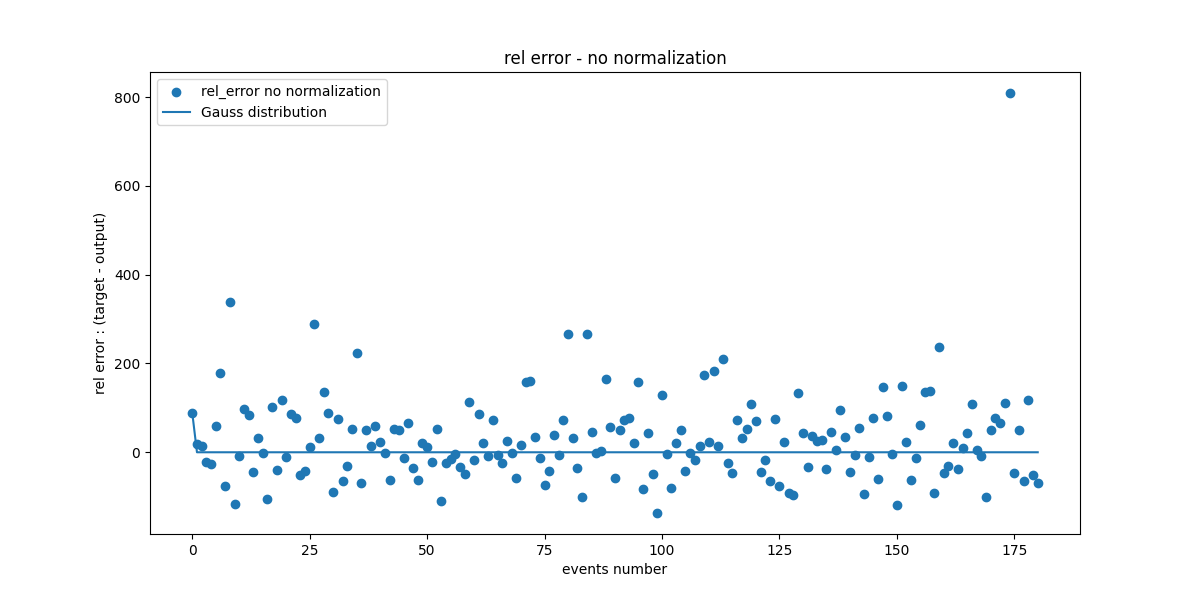 rel error - no normalization
rel_error no normalization
Gauss distribution
800
600
400
200
0
rel error : (target - output)
0 25 50 75 100 125 150 175
events number